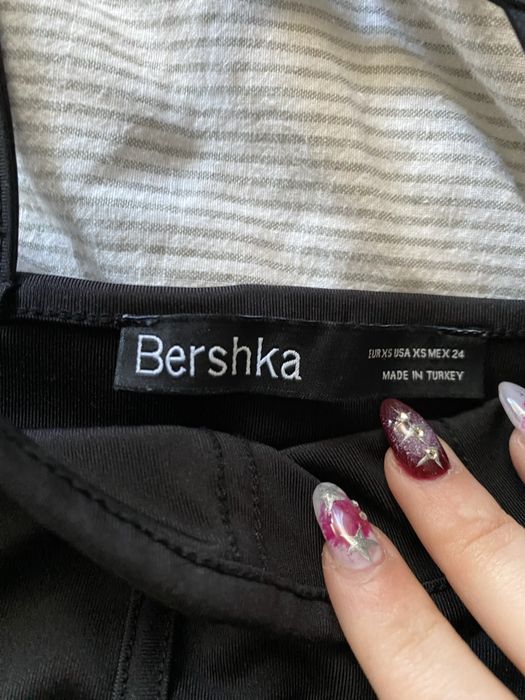 Bershka
EUR XS USA XS MEX 24
MADE IN TURKEY